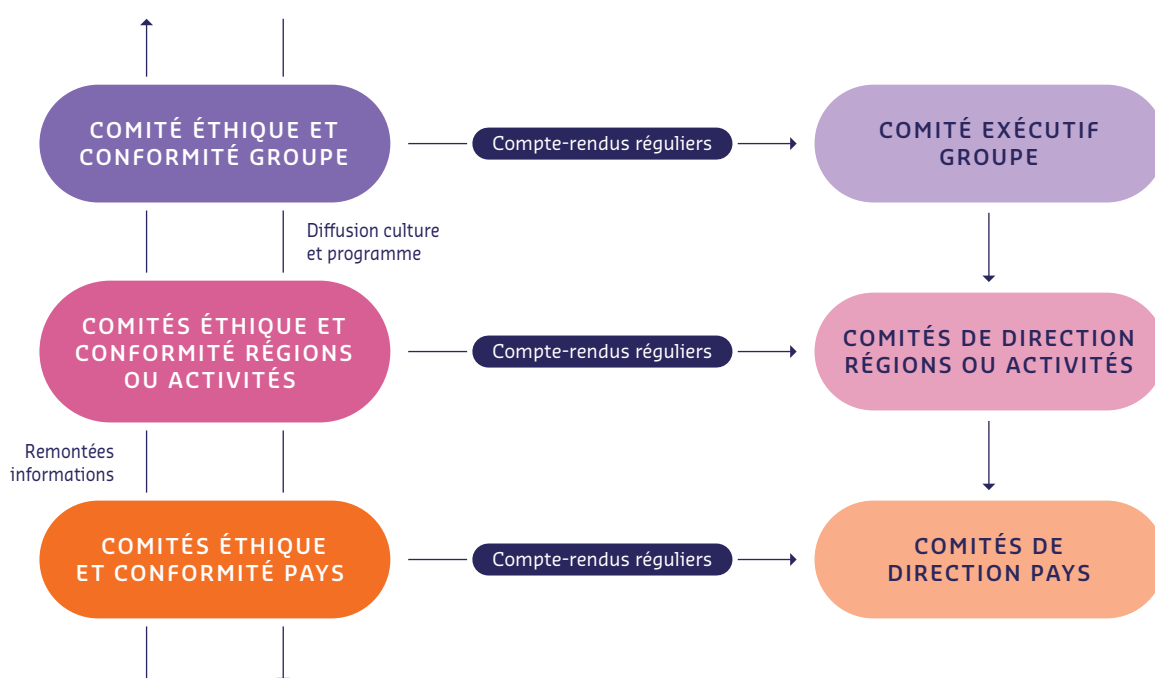 COMITÉ ÉTHIQUE ET
CONFORMITÉ GROUPE
Compte-rendus réguliers
COMITÉ EXÉCUTIF
GROUPE
Diffusion culture
et programme
COMITÉS ÉTHIQUE ET
CONFORMITÉ RÉGIONS
OU ACTIVITÉS
Compte-rendus réguliers
COMITÉS DE DIRECTION
RÉGIONS OU ACTIVITÉS
Remontées
informations
COMITÉS ÉTHIQUE
ET CONFORMITÉ PAYS
Compte-rendus réguliers
COMITÉS DE
DIRECTION PAYS